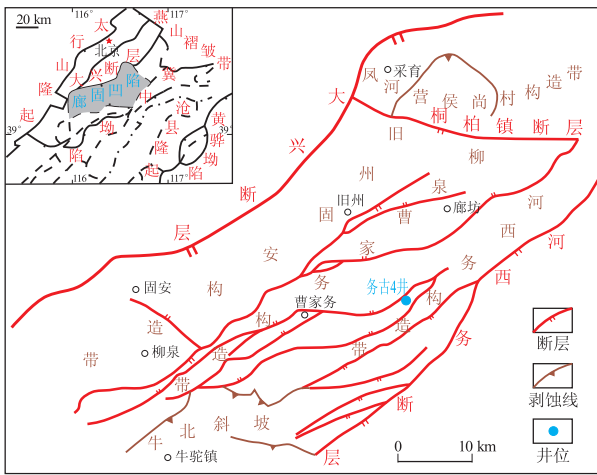 20 km
116°
117°
太行山隆起
燕山褶皱带
北京
大兴断层
廊固凹陷
冀中坳陷
沧县隆起
黄骅坳陷
39°
39°
116°
117°
大兴断层
凤河营侯尚村构造带
采育
桐柏镇断层
旧州固安构造带
旧州
柳泉曹家务构造带
廊坊
河西务构造带
河西务断层
务古4井
固安
曹家务
柳泉
牛北斜坡
牛驼镇
0 10 km
断层
剥蚀线
井位